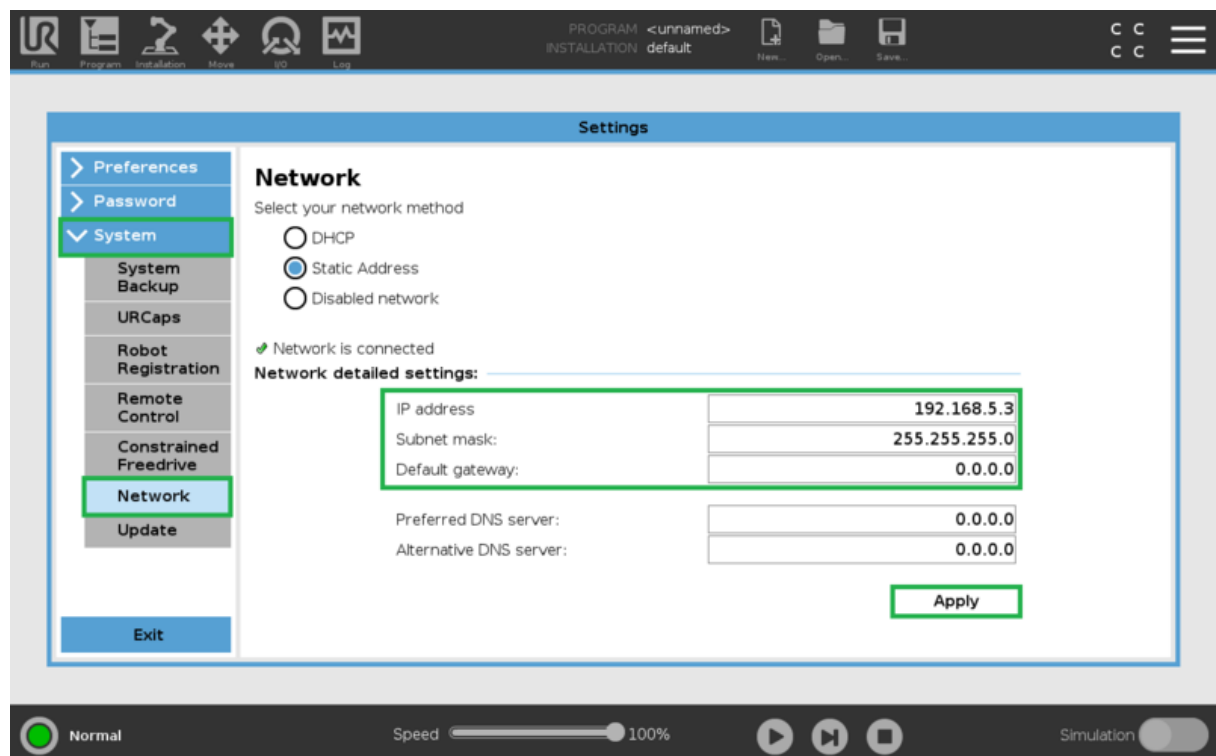 PROGRAM <unnamed>
INSTALLATION default
C C
C C
Run Program Installation Move I/O Log New... Open... Save...
Settings
Preferences
Password
System
System
Backup
URCaps
Robot
Registration
Remote
Control
Constrained
Freedrive
Network
Update
Exit
Network
Select your network method
DHCP
Static Address
Disabled network
Network is connected
Network detailed settings:
IP address 192.168.5.3
Subnet mask: 255.255.255.0
Default gateway: 0.0.0.0
Preferred DNS server: 0.0.0.0
Alternative DNS server: 0.0.0.0
Apply
Normal Speed 100% Simulation